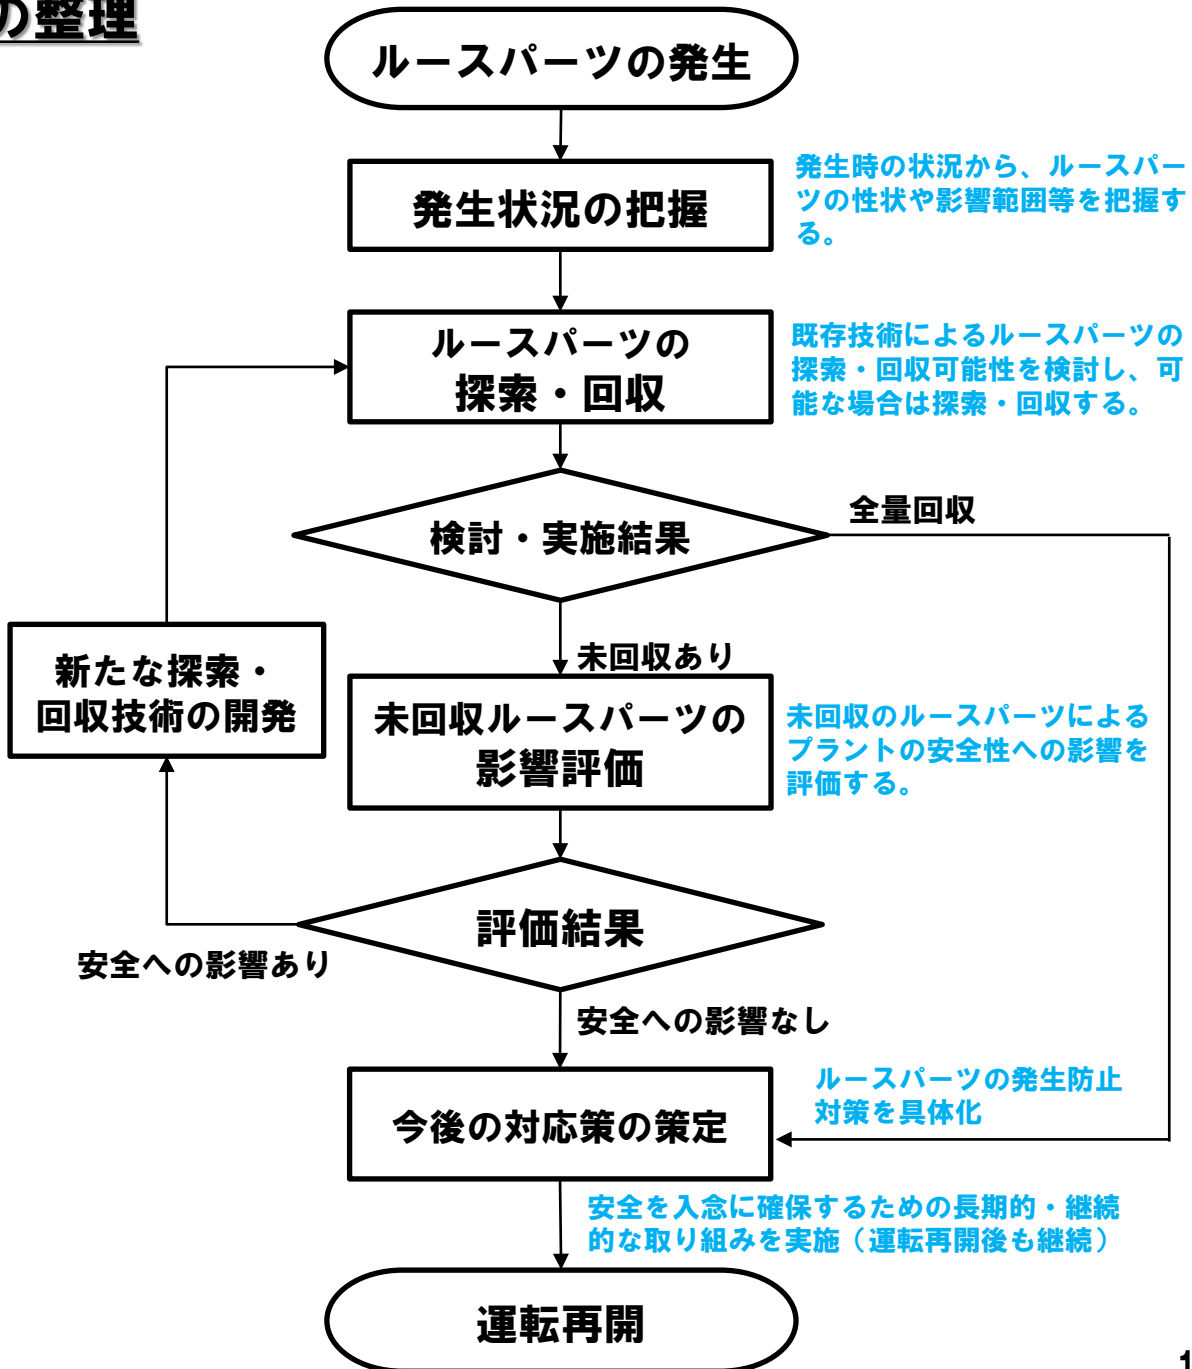 の整理
ルースパーツの発生
発生状況の把握
発生時の状況から、ルースパー
ツの性状や影響範囲等を把握す
る。
ルースパーツの
探索・回収
既存技術によるルースパーツの
探索・回収可能性を検討し、可
能な場合は探索・回収する。
検討・実施結果
全量回収
未回収あり
新たな探索・
回収技術の開発
未回収ルースパーツの
影響評価
未回収のルースパーツによる
プラントの安全性への影響を
評価する。
評価結果
安全への影響あり
安全への影響なし
今後の対応策の策定
ルースパーツの発生防止
対策を具体化
安全を入念に確保するための長期的・継続
的な取り組みを実施（運転再開後も継続）
運転再開
1